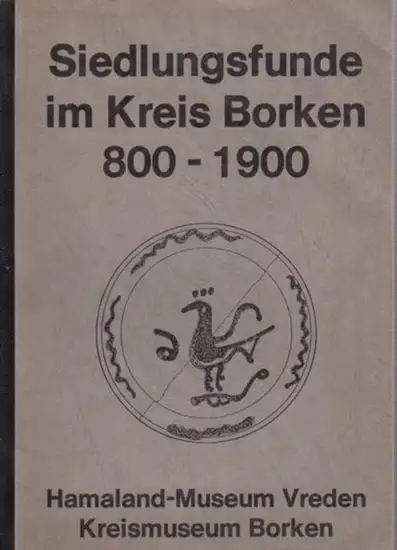 Siedlungsfunde
im Kreis Borken
800 - 1900
Hamaland-Museum Vreden
Kreismuseum Borken